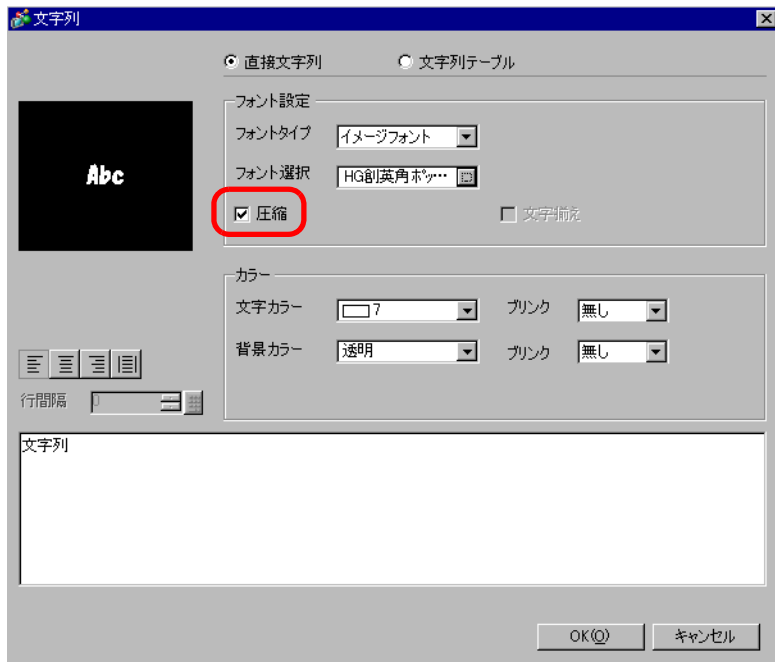 文字列
直接文字列 文字列テーブル
フォント設定
フォントタイプ イメージフォント
Abc
フォント選択 HG創英角ポッ…
圧縮 文字揃え
カラー
文字カラー 7 ブリンク 無し
背景カラー 透明 ブリンク 無し
行間隔 0
文字列
OK(O) キャンセル